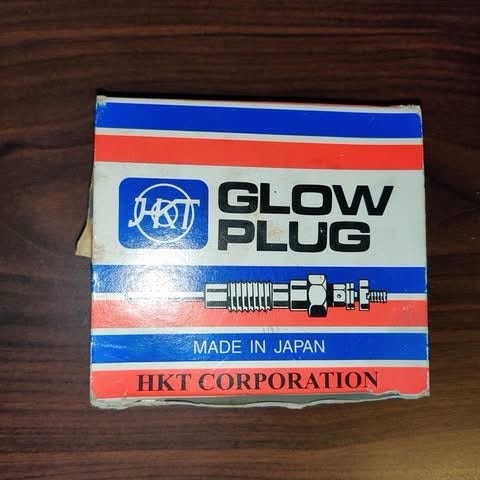 HKT
GLOW
PLUG
MADE IN JAPAN
HKT CORPORATION